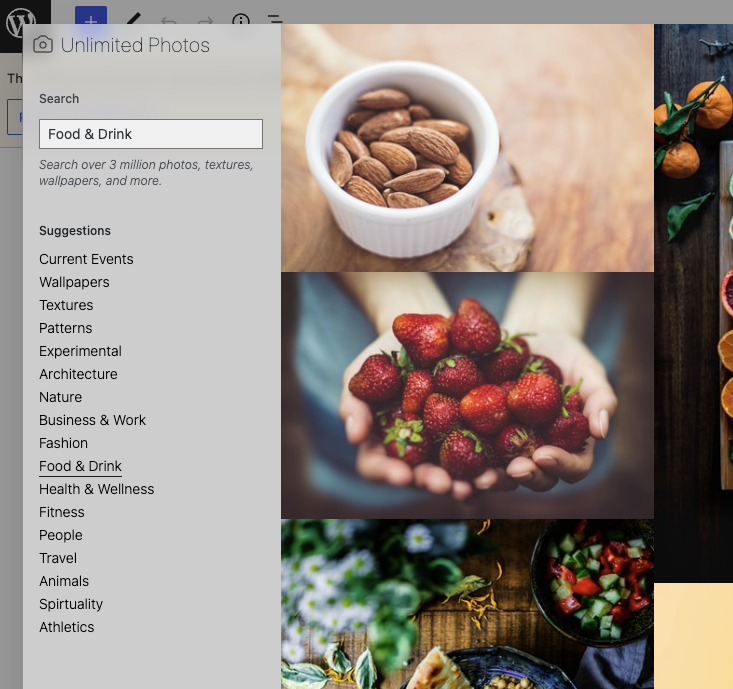 Unlimited Photos
Th
Search
Food & Drink
Search over 3 million photos, textures,
wallpapers, and more.
Suggestions
Current Events
Wallpapers
Textures
Patterns
Experimental
Architecture
Nature
Business & Work
Fashion
Food & Drink
Health & Wellness
Fitness
People
Travel
Animals
Spirtuality
Athletics